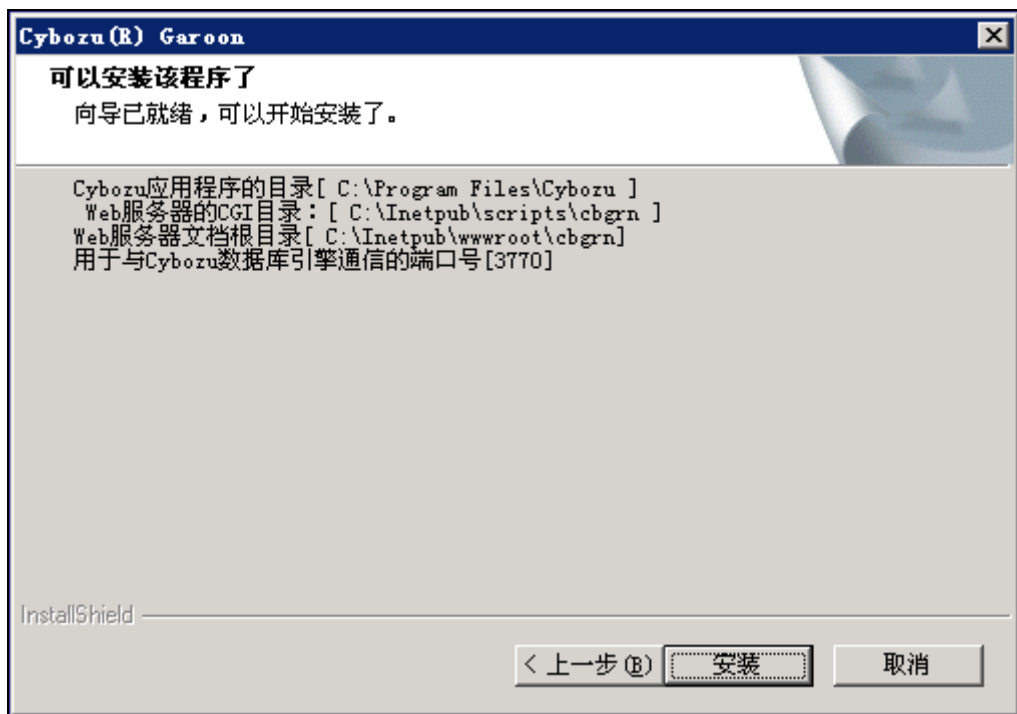 Cybozu(R) Garoon
可以安装该程序了
向导已就绪，可以开始安装了。
Cybozu应用程序的目录[ C:\Program Files\Cybozu ]
Web服务器的CGI目录：[ C:\Inetpub\scripts\cbgrn ]
Web服务器文档根目录[ C:\Inetpub\wwwroot\cbgrn]
用于与Cybozu数据库引擎通信的端口号[3770]
InstallShield
< 上一步(B) 安装 取消